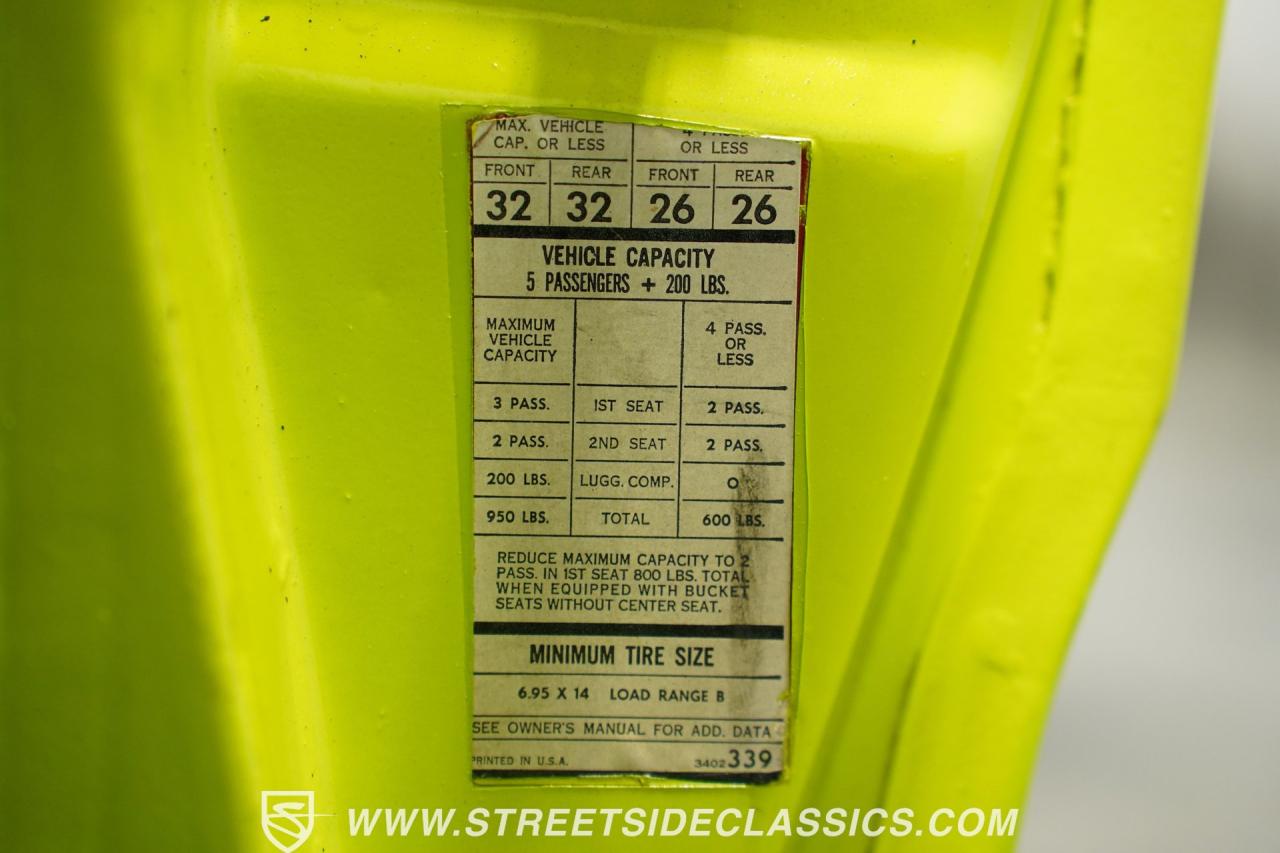 MAX. VEHICLE
CAP. OR LESS
OR LESS
FRONT REAR FRONT REAR
32 32 26 26
VEHICLE CAPACITY
5 PASSENGERS + 200 LBS.
MAXIMUM
VEHICLE
CAPACITY
4 PASS.
OR
LESS
3 PASS. 1ST SEAT 2 PASS.
2 PASS. 2ND SEAT 2 PASS.
200 LBS. LUGG. COMP. 0
950 LBS. TOTAL 600 LBS.
REDUCE MAXIMUM CAPACITY TO 2
PASS. IN 1ST SEAT 800 LBS. TOTAL
WHEN EQUIPPED WITH BUCKET
SEATS WITHOUT CENTER SEAT.
MINIMUM TIRE SIZE
6.95 X 14 LOAD RANGE B
SEE OWNER'S MANUAL FOR ADD. DATA
PRINTED IN U.S.A. 3402339
WWW.STREETSIDECLASSICS.COM